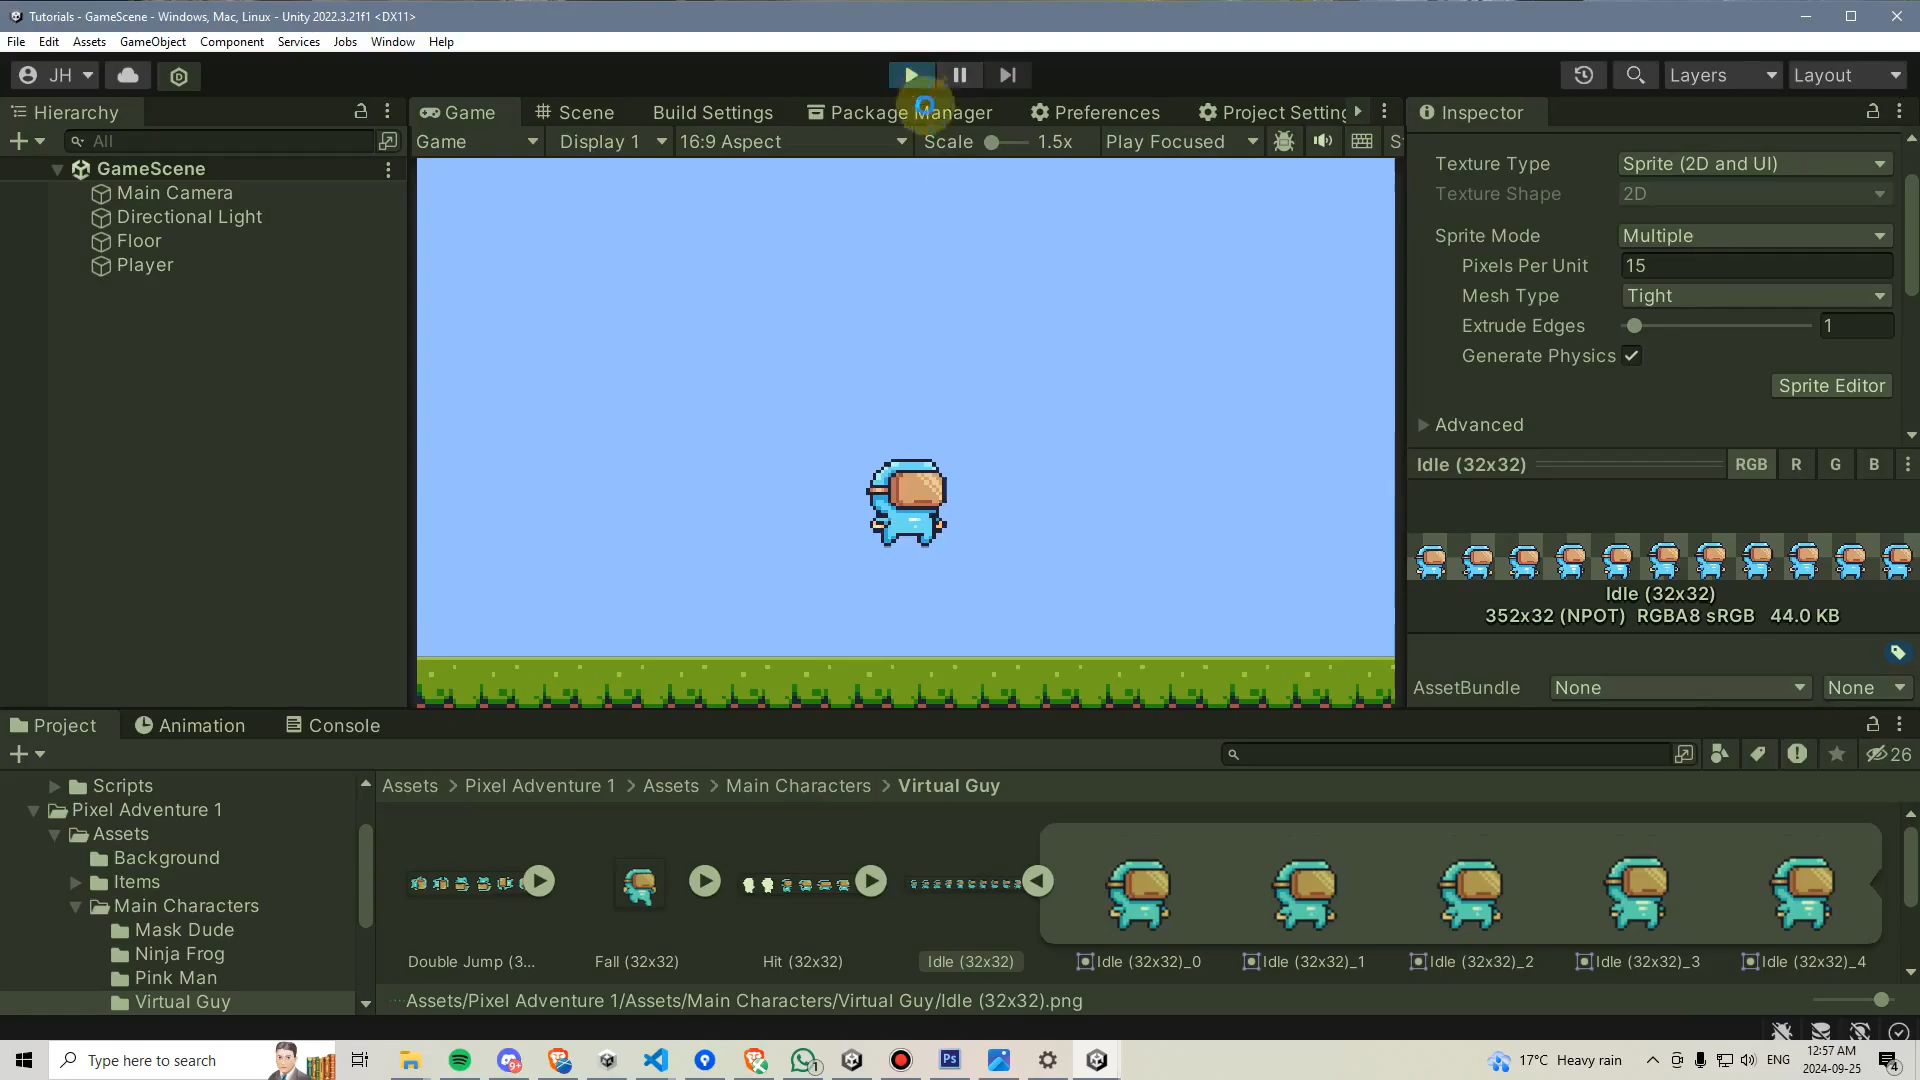 Tutorials - GameScene - Windows, Mac, Linux - Unity 2022.3.21f1 <DX11>
File Edit Assets GameObject Component Services Jobs Window Help
JH Layers Layout
Hierarchy Game Scene Build Settings Package Manager Preferences Project Setting Inspector
All Game Display 1 16:9 Aspect Scale 1.5x Play Focused S
GameScene
Main Camera
Directional Light
Floor
Player
Texture Type Sprite (2D and UI)
Texture Shape 2D
Sprite Mode Multiple
Pixels Per Unit 15
Mesh Type Tight
Extrude Edges 1
Generate Physics
Sprite Editor
Advanced
Idle (32x32) RGB R G B
Idle (32x32)
352x32 (NPOT) RGBA8 sRGB 44.0 KB
AssetBundle None None
Project Animation Console
26
Scripts
Pixel Adventure 1
Assets
Background
Items
Main Characters
Mask Dude
Ninja Frog
Pink Man
Virtual Guy
Assets > Pixel Adventure 1 > Assets > Main Characters > Virtual Guy
Double Jump (3... Fall (32x32) Hit (32x32) Idle (32x32) Idle (32x32)_0 Idle (32x32)_1 Idle (32x32)_2 Idle (32x32)_3 Idle (32x32)_4
Assets/Pixel Adventure 1/Assets/Main Characters/Virtual Guy/Idle (32x32).png
Type here to search
17°C Heavy rain ENG
12:57 AM
2024-09-25
4